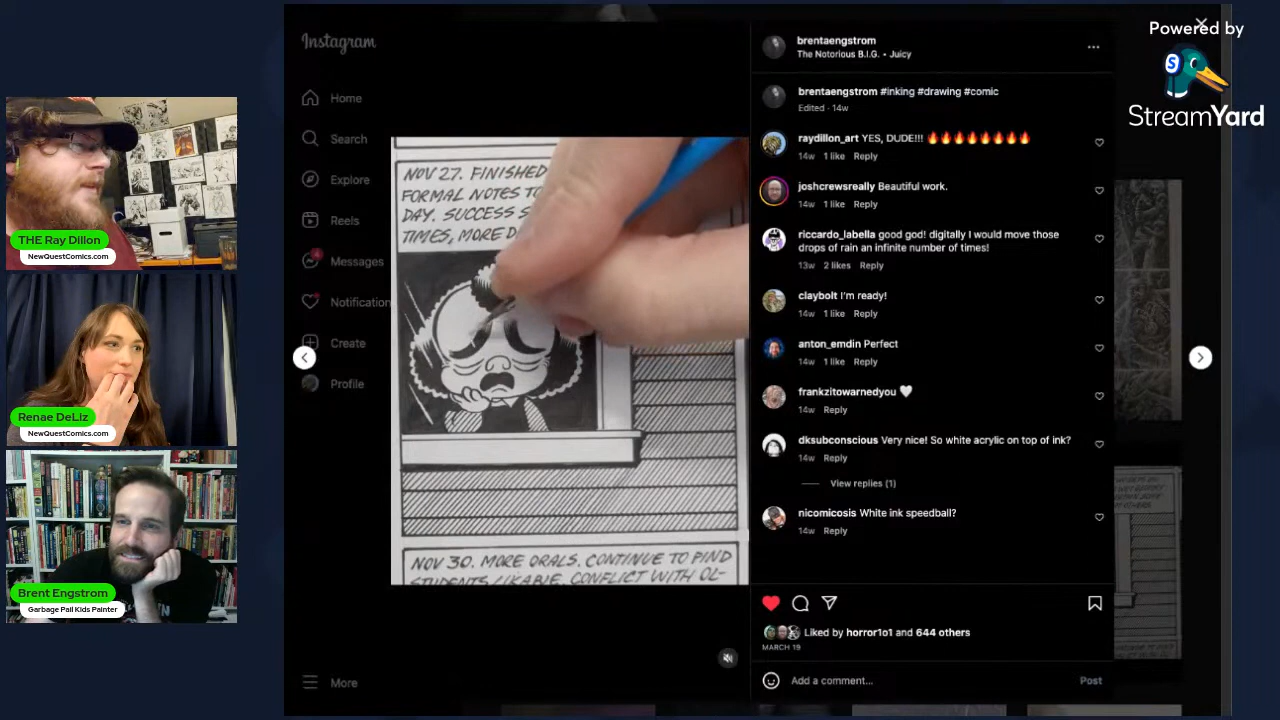 Powered by
StreamYard
THE Ray Dillon
NewQuestComics.com
Renae DeLiz
NewQuestComics.com
Brent Engstrom
Garbage Pail Kids Painter
Instagram
Home
Search
Explore
Reels
Messages
4
Notification
Create
Profile
More
NOV 27. FINISHED
FORMAL NOTES TO
DAY. SUCCESS S
TIMES, MORE D
NOV 30. MORE ORALS. CONTINUE TO FIND
STUDENTS LIKABLE. CONFLICT WITH OL-
brentaengstrom
The Notorious B.I.G. • Juicy
brentaengstrom #inking #drawing #comic
Edited · 14w
raydillon_art YES, DUDE!!! 🔥🔥🔥🔥🔥🔥🔥🔥
14w 1 like Reply
joshcrewsreally Beautiful work.
14w 1 like Reply
riccardo_labella good god! digitally I would move those
drops of rain an infinite number of times!
13w 2 likes Reply
claybolt I'm ready!
14w 1 like Reply
anton_emdin Perfect
14w 1 like Reply
frankzitowarnedyou 🤍
14w Reply
dksubconscious Very nice! So white acrylic on top of ink?
14w Reply
View replies (1)
nicomicosis White ink speedball?
14w Reply
Liked by horror1o1 and 644 others
MARCH 19
Add a comment...
Post